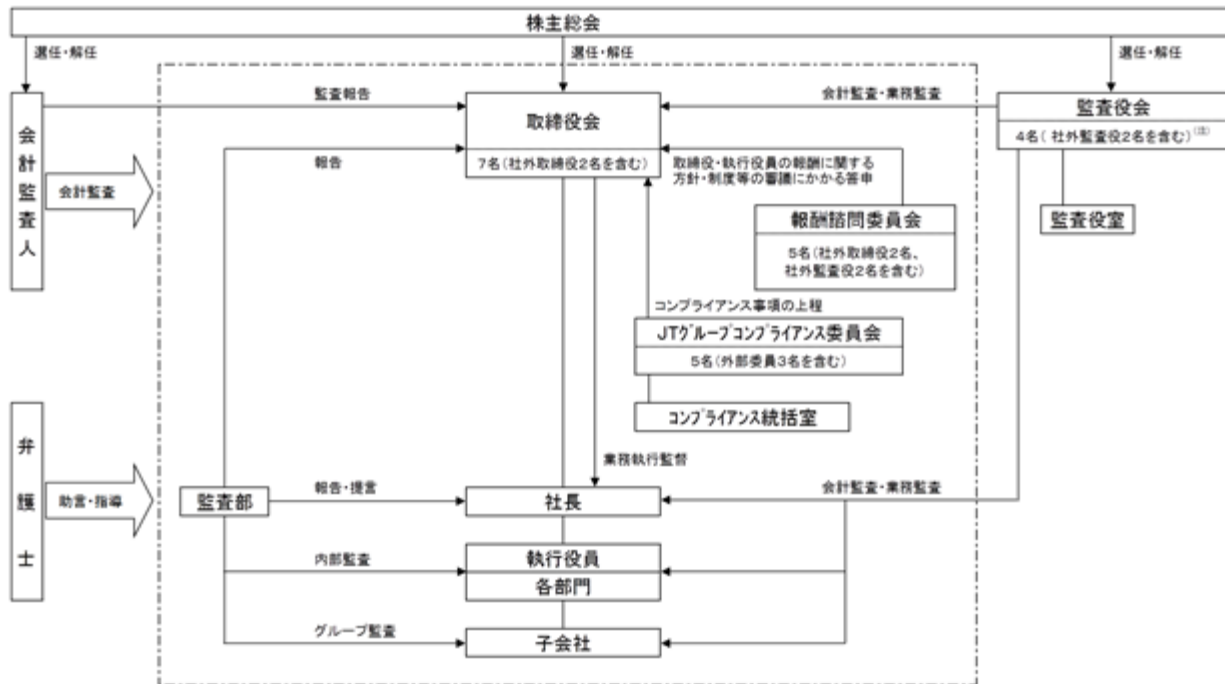 株主総会
選任・解任
選任・解任
選任・解任
会計監査人
監査報告
取締役会
7名(社外取締役2名を含む)
会計監査・業務監査
監査役会
4名( 社外監査役2名を含む)(注)
会計監査
報告
取締役・執行役員の報酬に関する
方針・制度等の審議にかかる答申
報酬諮問委員会
5名(社外取締役2名、
社外監査役2名を含む)
監査役室
コンプライアンス事項の上程
JTグループコンプライアンス委員会
5名(外部委員3名を含む)
コンプライアンス統括室
弁護士
助言・指導
業務執行監督
監査部
報告・提言
社長
会計監査・業務監査
内部監査
執行役員
各部門
グループ監査
子会社